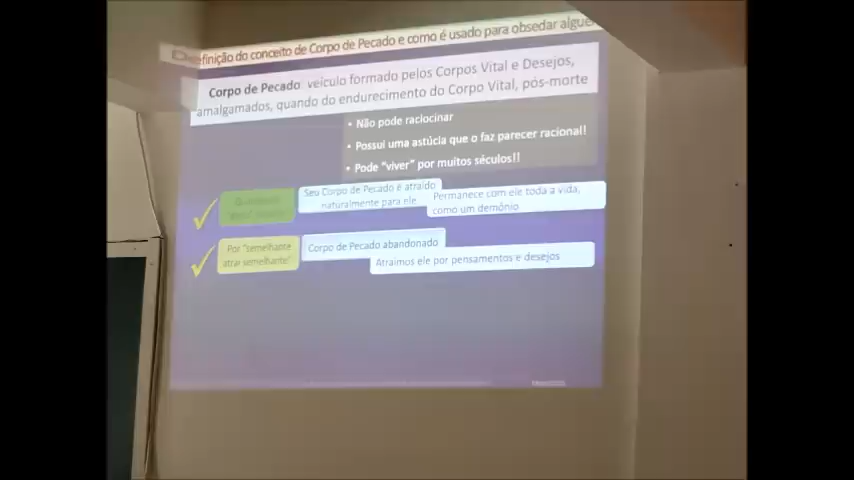 efinição do conceito de Corpo de Pecado e como é usado para obsedar algué
Corpo de Pecado: veículo formado pelos Corpos Vital e Desejos,
amalgamados, quando do endurecimento do Corpo Vital, pós-morte
• Não pode raciocinar
• Possui uma astúcia que o faz parecer racional!
• Pode "viver" por muitos séculos!!
Seu Corpo de Pecado é atraído
naturalmente para ele
Permanece com ele toda a vida,
como um demônio
Por "semelhante
atrai semelhante"
Corpo de Pecado abandonado
Atraímos ele por pensamentos e desejos